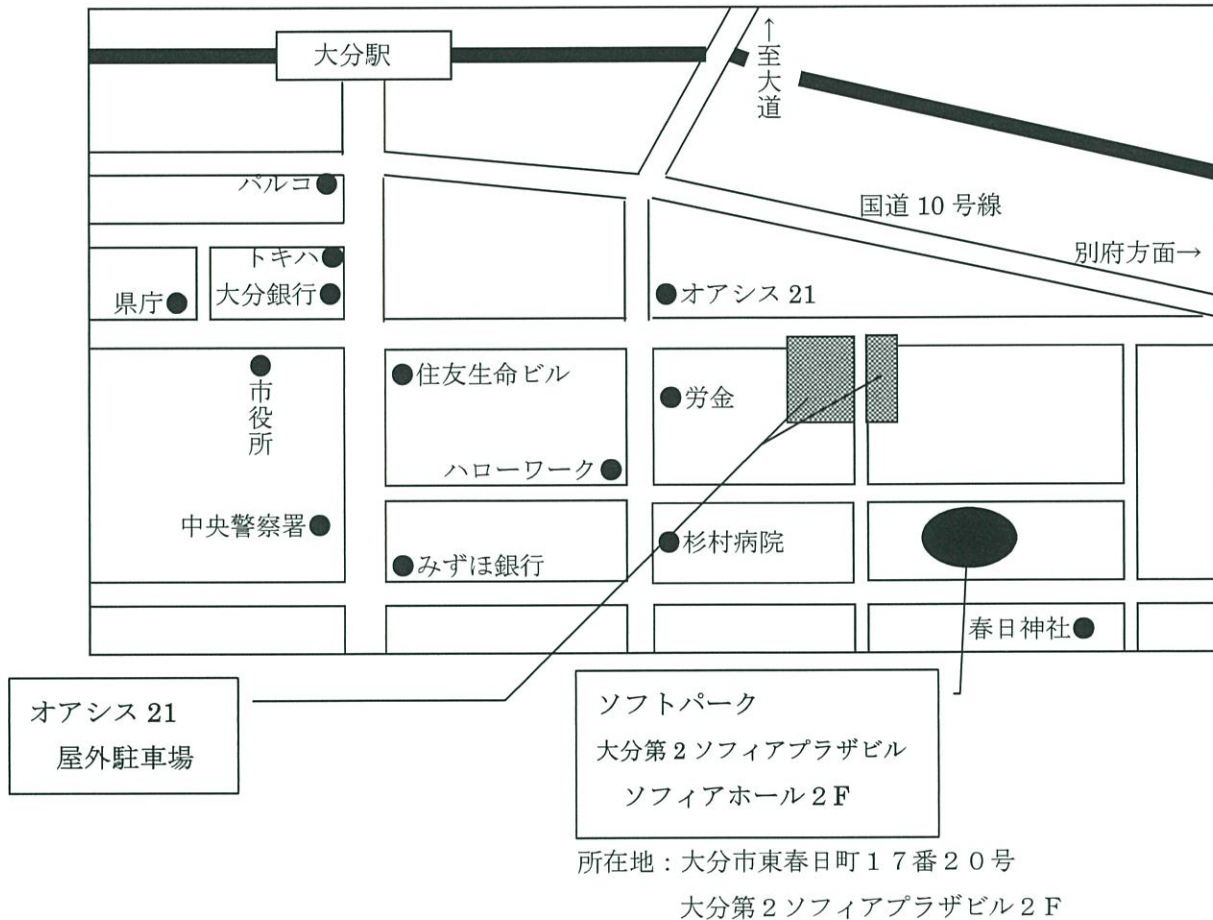 大分駅
↑至大道
パルコ
国道 10 号線
別府方面→
トキハ
県庁
大分銀行
オアシス 21
市役所
住友生命ビル
労金
ハローワーク
中央警察署
杉村病院
みずほ銀行
春日神社
オアシス 21
屋外駐車場
ソフトパーク
大分第2ソフィアプラザビル
ソフィアホール2F
所在地：大分市東春日町１７番２０号
大分第2ソフィアプラザビル２F